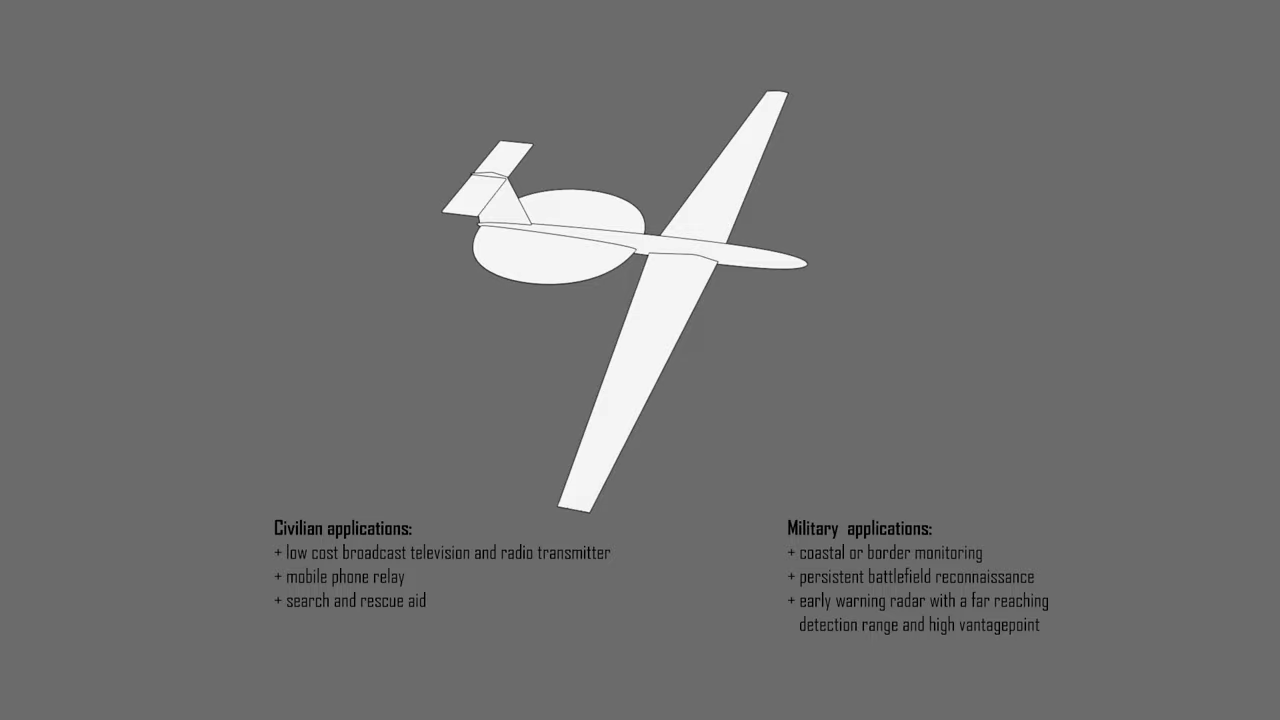 Civilian applications:
+ low cost broadcast television and radio transmitter
+ mobile phone relay
+ search and rescue aid
Military applications:
+ coastal or border monitoring
+ persistent battlefield reconnaissance
+ early warning radar with a far reaching
detection range and high vantagepoint